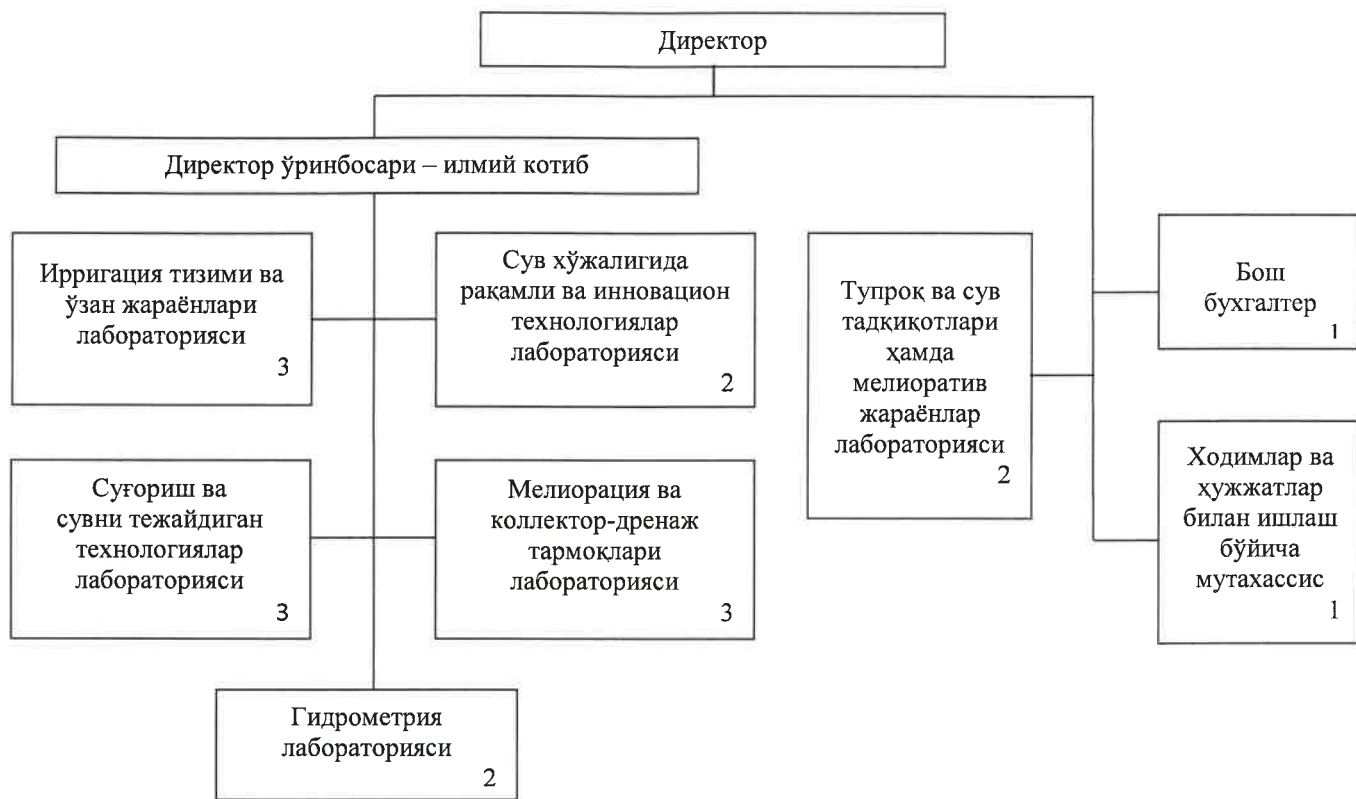 Директор
Директор ўринбосари – илмий котиб
Ирригация тизими ва
ўзан жараёнлари
лабораторияси
3
Сув хўжалигида
рақамли ва инновацион
технологиялар
лабораторияси
2
Тупроқ ва сув
тадқиқотлари
ҳамда
мелиоратив
жараёнлар
лабораторияси
2
Бош
бухгалтер
1
Суғориш ва
сувни тежайдиган
технологиялар
лабораторияси
3
Мелиорация ва
коллектор-дренаж
тармоқлари
лабораторияси
3
Ходимлар ва
ҳужжатлар
билан ишлаш
бўйича
мутахассис
1
Гидрометрия
лабораторияси
2